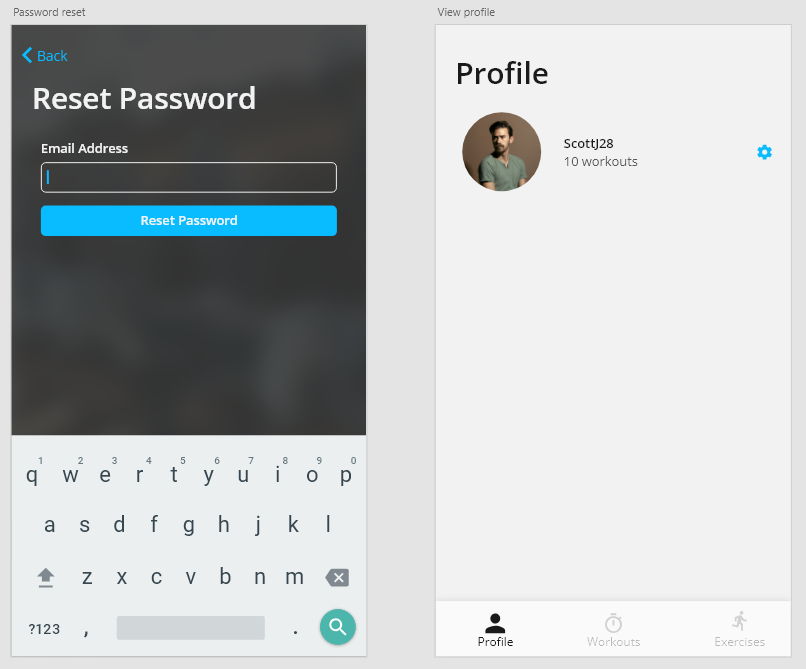 Password reset
Back
Reset Password
Email Address
Reset Password
1 2 3 4 5 6 7 8 9 0
q w e r t y u i o p
a s d f g h j k l
z x c v b n m
?123 , .
View profile
Profile
ScottJ28
10 workouts
Profile Workouts Exercises